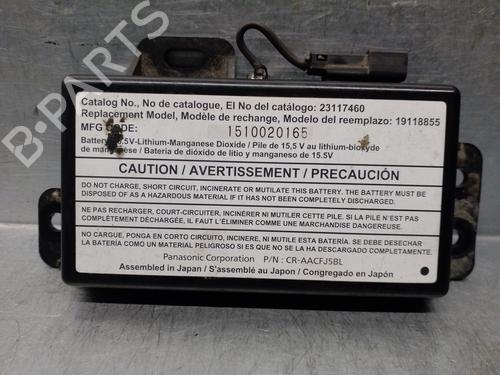 B-PARTS
Catalog No., No de catalogue, El No del catálogo: 23117460
Replacement Model, Modèle de rechange, Modelo del reemplazo: 19118855
MFG CODE:
1510020165
15.5V-Lithium-Manganese Dioxide / Pile de 15,5 V au lithium-bioxyde
de manganèse / Batería de dióxido de litio y manganeso de 15.5V
CAUTION / AVERTISSEMENT / PRECAUCIÓN
DO NOT CHARGE, SHORT CIRCUIT, INCINERATE OR MUTILATE THIS BATTERY. THE BATTERY MUST BE
DISPOSED OF AS A HAZARDOUS MATERIAL IF IT HAS NOT BEEN COMPLETELY DISCHARGED.
NE PAS RECHARGER, COURT-CIRCUITER, INCINÉRER NI MUTILER CETTE PILE. SI LA PILE N'EST PAS
COMPLÈTEMENT DÉCHARGÉE, IL FAUT L'ÉLIMINER COMME UNE MARCHANDISE DANGEREUSE.
NO CARGUE, PONGA EN CORTO CIRCUITO, INCINERE NI MUTILE ESTA BATERÍA. SE DEBE DESECHAR
LA BATERÍA COMO UN MATERIAL PELIGROSO SI ES QUE NO SE LA HA DESCARGADO COMPLETAMENTE.
Panasonic Corporation P/N : CR-AACFJ5BL
Assembled in Japan / S'assemblé au Japon / Congregado en Japón